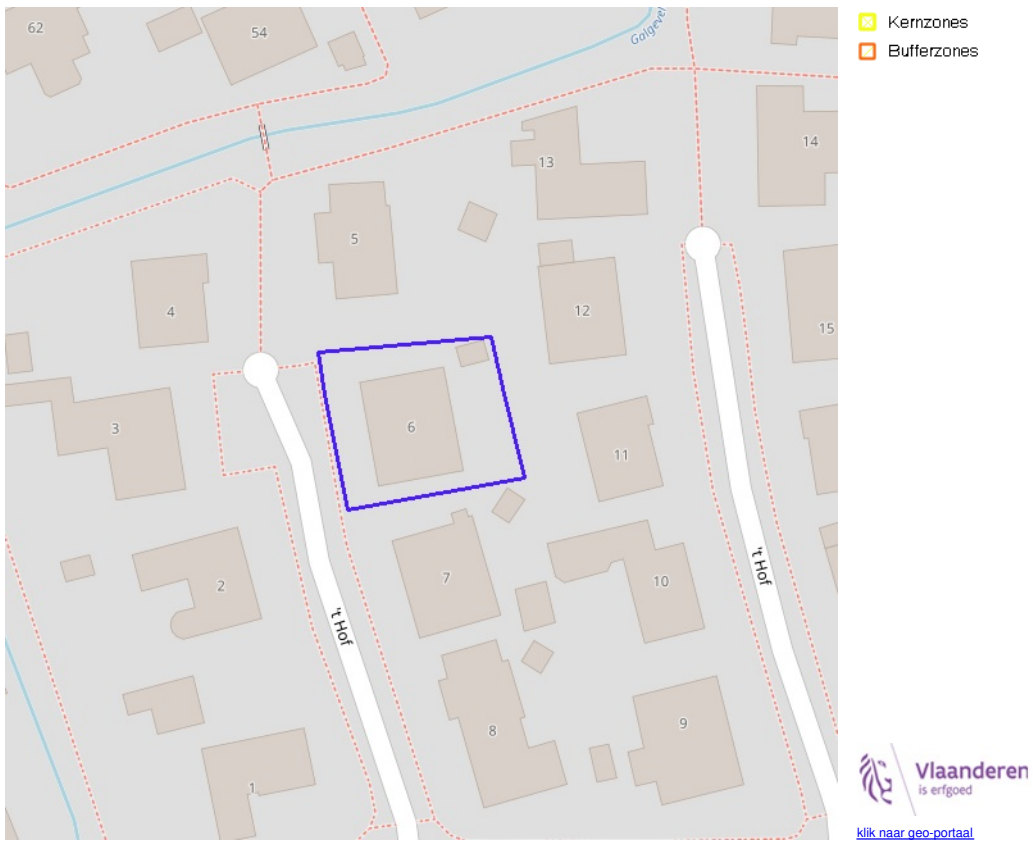 62
54
Galgevel
13
14
5
4
12
15
3
6
11
2
7
10
't Hof
't Hof
8
9
1
Kernzones
Bufferzones
Vlaanderen
is erfgoed
klik naar geo-portaal